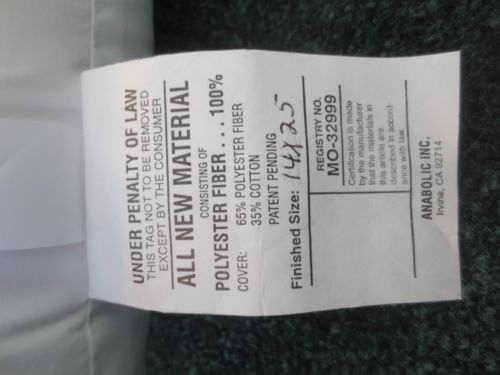 UNDER PENALTY OF LAW
THIS TAG NOT TO BE REMOVED
EXCEPT BY THE CONSUMER
ALL NEW MATERIAL
CONSISTING OF
POLYESTER FIBER . . . 100%
COVER: 65% POLYESTER FIBER
35% COTTON
PATENT PENDING
Finished Size: 14X25
REGISTRY NO.
MO-32999
Certification is made
by the manufacturer
that the materials in
this article are
described in accord-
ance with law.
ANABOLIC INC.
Irvine, CA 92714